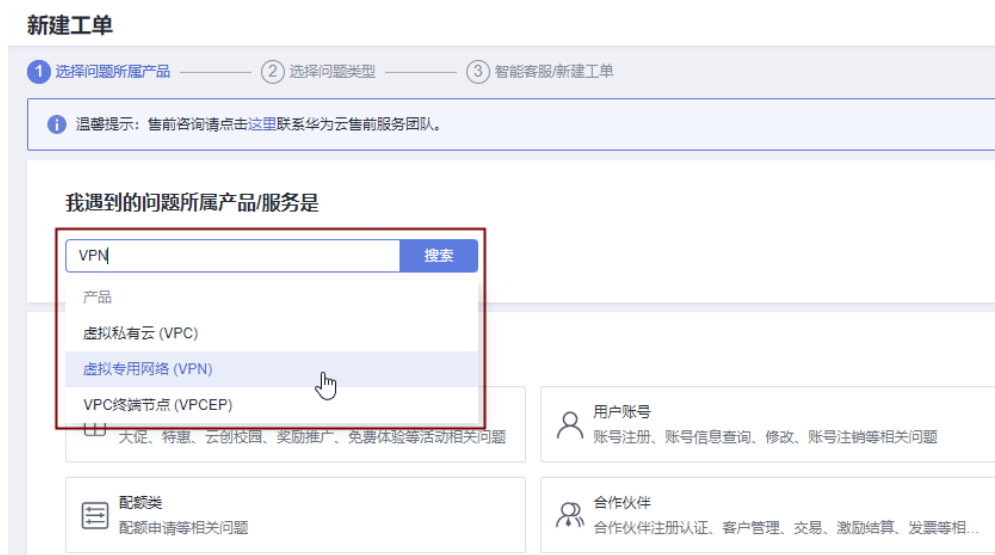 新建工单
1 选择问题所属产品 2 选择问题类型 3 智能客服/新建工单
温馨提示：售前咨询请点击这里联系华为云售前服务团队。
我遇到的问题所属产品/服务是
VPN 搜索
产品
虚拟私有云 (VPC)
虚拟专用网络 (VPN)
VPC终端节点 (VPCEP)
大促、特惠、云创校园、奖励推广、免费体验等活动相关问题
用户账号
账号注册、账号信息查询、修改、账号注销等相关问题
配额类
配额申请等相关问题
合作伙伴
合作伙伴注册认证、客户管理、交易、激励结算、发票等相...